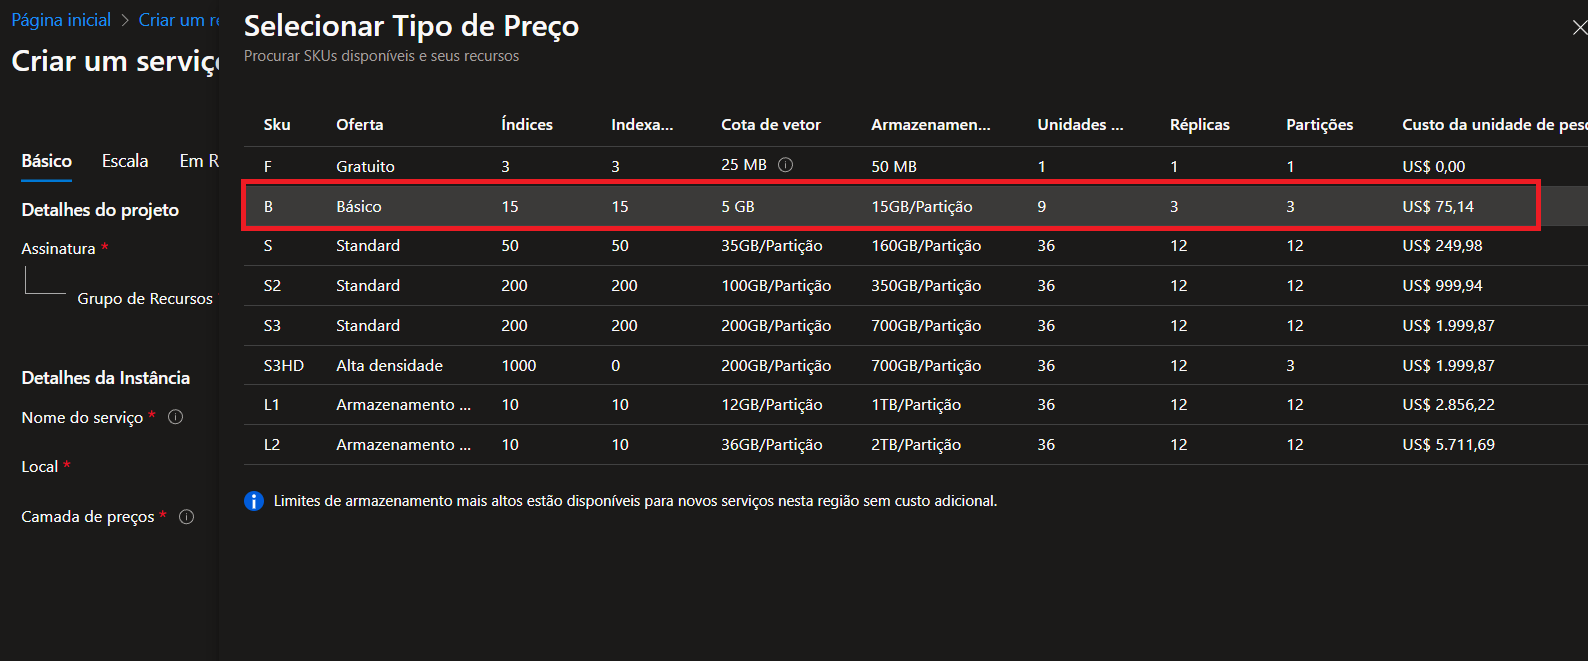 Página inicial > Criar um re
Criar um serviço
Básico Escala Em R
Detalhes do projeto
Assinatura *
Grupo de Recursos
Detalhes da Instância
Nome do serviço *
Local *
Camada de preços *
Selecionar Tipo de Preço
Procurar SKUs disponíveis e seus recursos
Sku Oferta Índices Indexa... Cota de vetor Armazenamen... Unidades ... Réplicas Partições Custo da unidade de pesc
F Gratuito 3 3 25 MB 50 MB 1 1 1 US$ 0,00
B Básico 15 15 5 GB 15GB/Partição 9 3 3 US$ 75,14
S Standard 50 50 35GB/Partição 160GB/Partição 36 12 12 US$ 249,98
S2 Standard 200 200 100GB/Partição 350GB/Partição 36 12 12 US$ 999,94
S3 Standard 200 200 200GB/Partição 700GB/Partição 36 12 12 US$ 1.999,87
S3HD Alta densidade 1000 0 200GB/Partição 700GB/Partição 36 12 3 US$ 1.999,87
L1 Armazenamento ... 10 10 12GB/Partição 1TB/Partição 36 12 12 US$ 2.856,22
L2 Armazenamento ... 10 10 36GB/Partição 2TB/Partição 36 12 12 US$ 5.711,69
Limites de armazenamento mais altos estão disponíveis para novos serviços nesta região sem custo adicional.